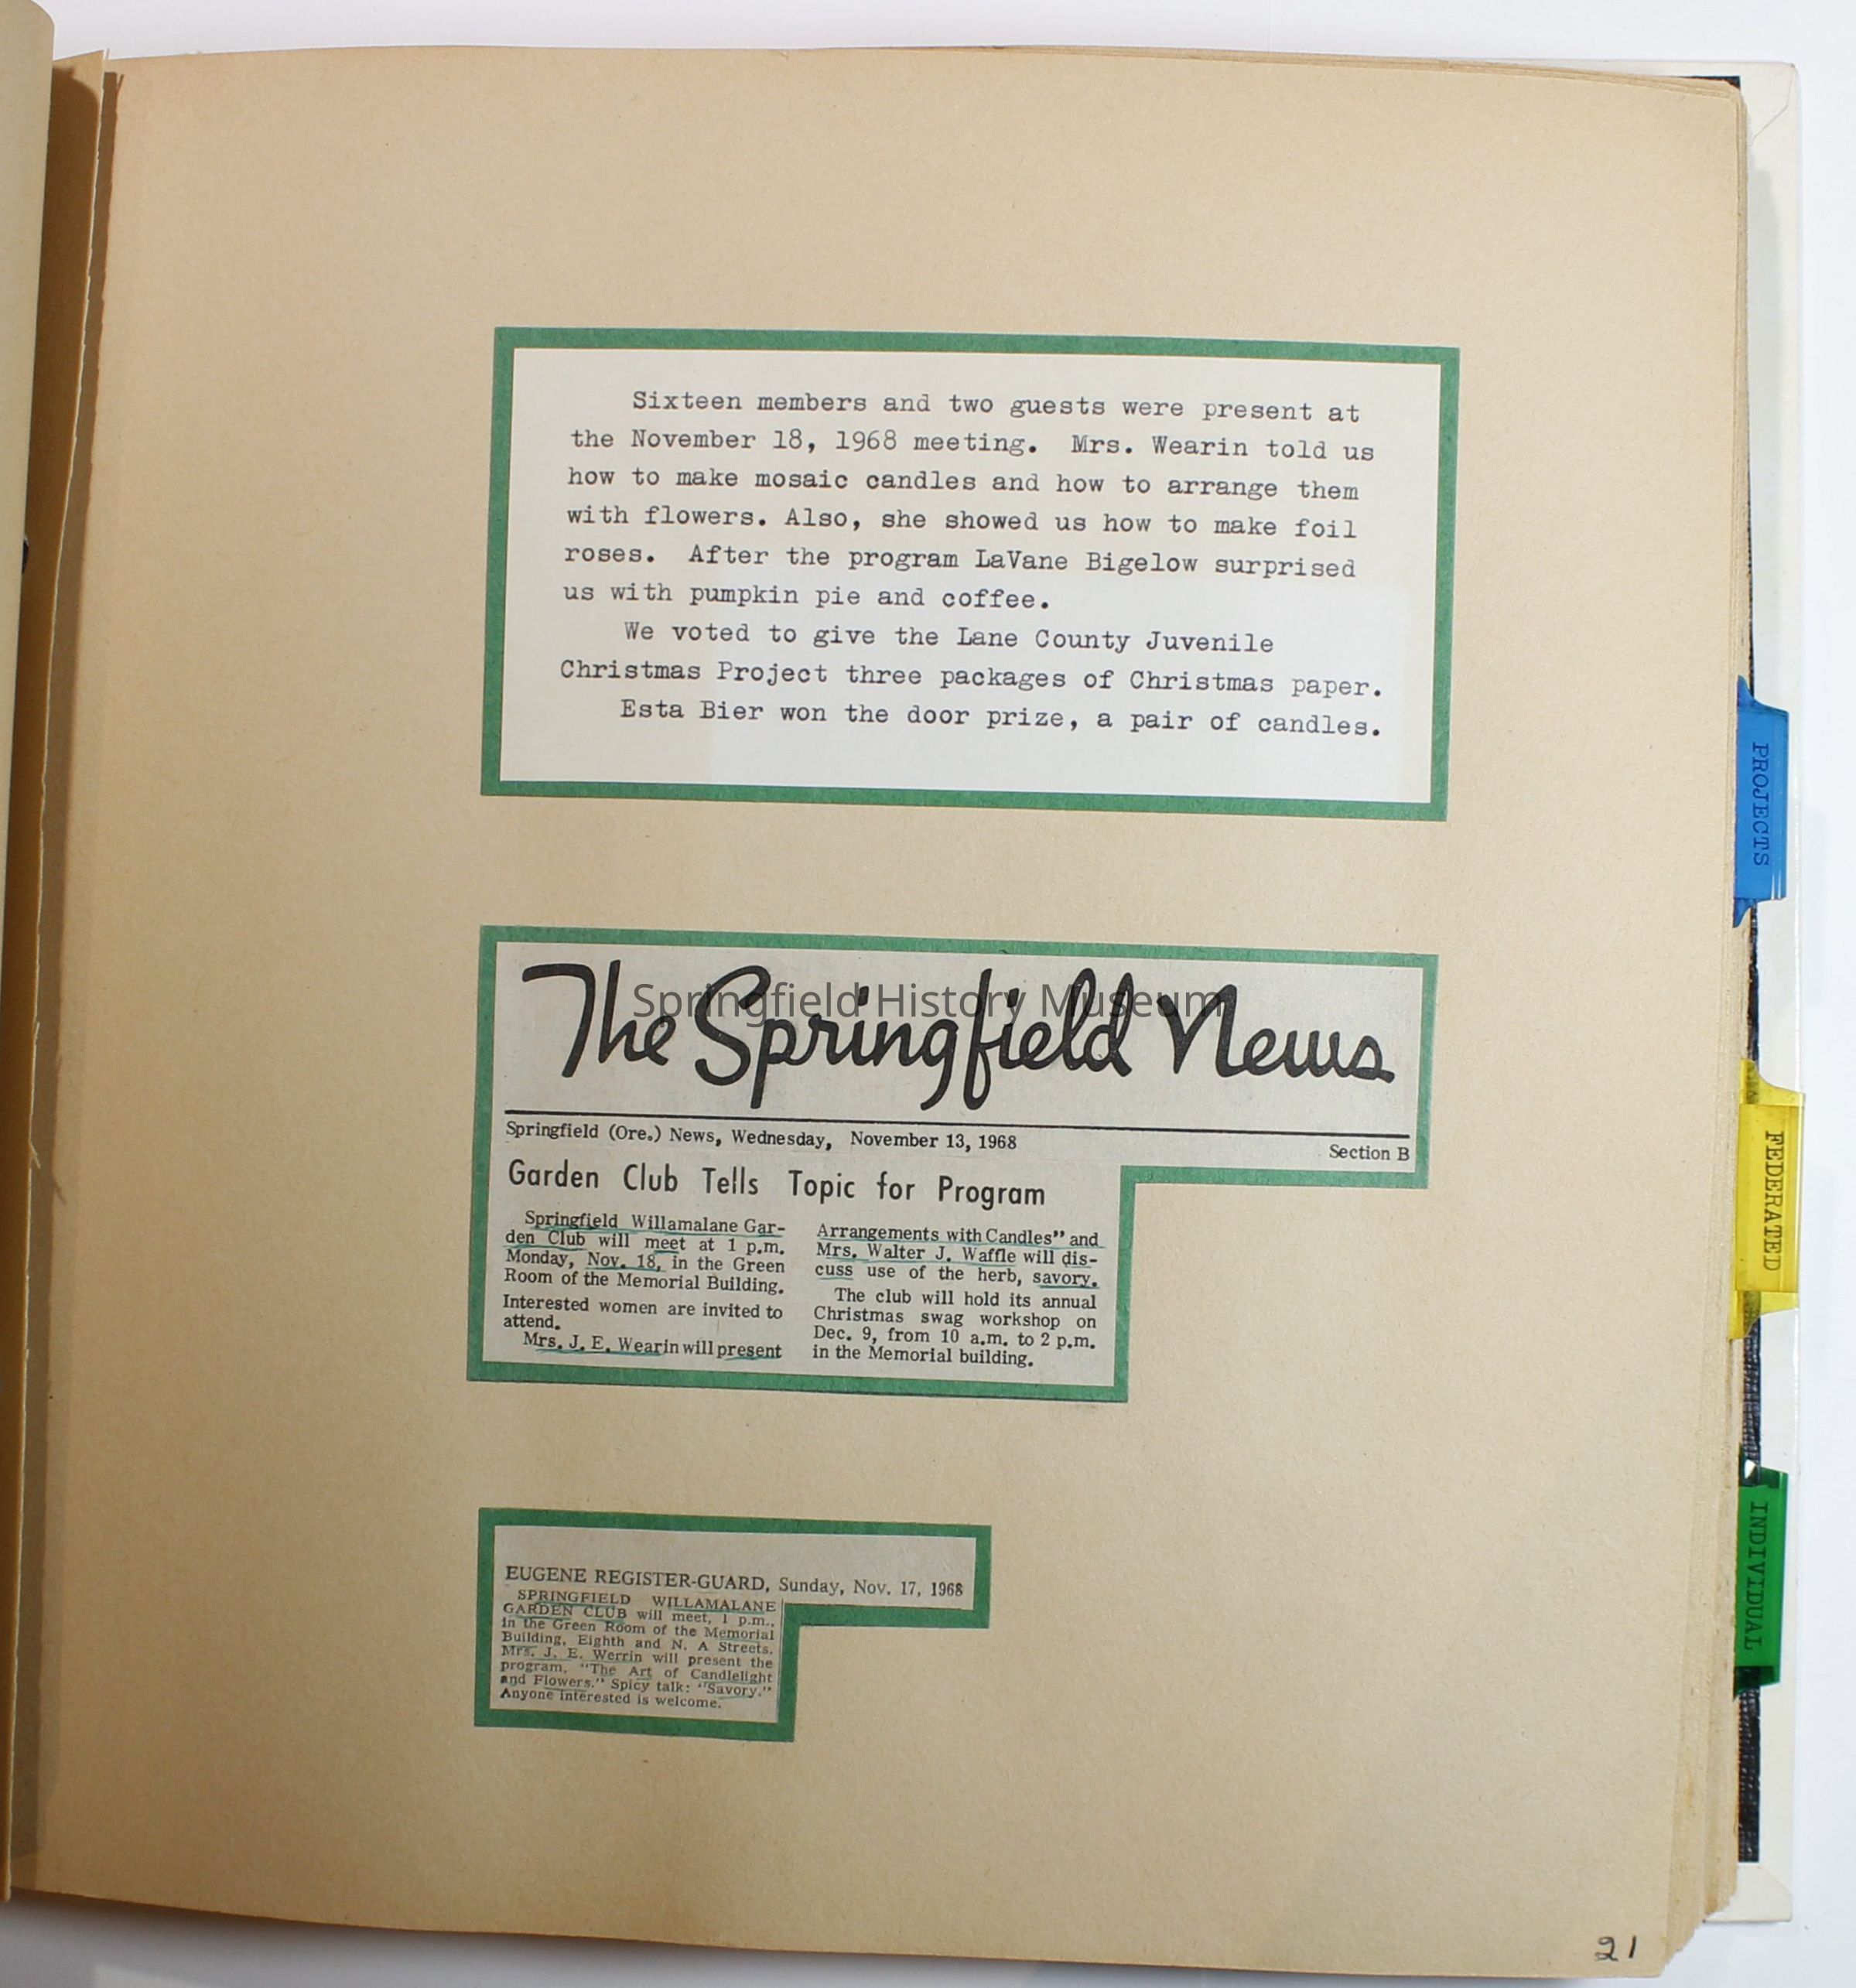 Sixteen members and two guests were present at
the November 18, 1968 meeting. Mrs. Wearin told us
how to make mosaic candles and how to arrange them
with flowers. Also, she showed us how to make foil
roses. After the program LaVane Bigelow surprised
us with pumpkin pie and coffee.
We voted to give the Lane County Juvenile
Christmas Project three packages of Christmas paper.
Esta Bier won the door prize, a pair of candles.
Springfield History Museum
The Springfield News
Springfield (Ore.) News, Wednesday, November 13, 1968
Section B
Garden Club Tells Topic for Program
Springfield Willamalane Gar-
den Club will meet at 1 p.m.
Monday, Nov. 18, in the Green
Room of the Memorial Building.
Interested women are invited to
attend.
Mrs. J. E. Wearin will present
Arrangements with Candles" and
Mrs. Walter J. Waffle will dis-
cuss use of the herb, savory.
The club will hold its annual
Christmas swag workshop on
Dec. 9, from 10 a.m. to 2 p.m.
in the Memorial building.
EUGENE REGISTER-GUARD, Sunday, Nov. 17, 1968
SPRINGFIELD WILLAMALANE
GARDEN CLUB will meet, 1 p.m.,
in the Green Room of the Memorial
Building, Eighth and N. A Streets.
Mrs. J. E. Werrin will present the
program, "The Art of Candlelight
and Flowers." Spicy talk: "Savory."
Anyone interested is welcome.
PROJECTS
FEDERATED
INDIVIDUAL
21